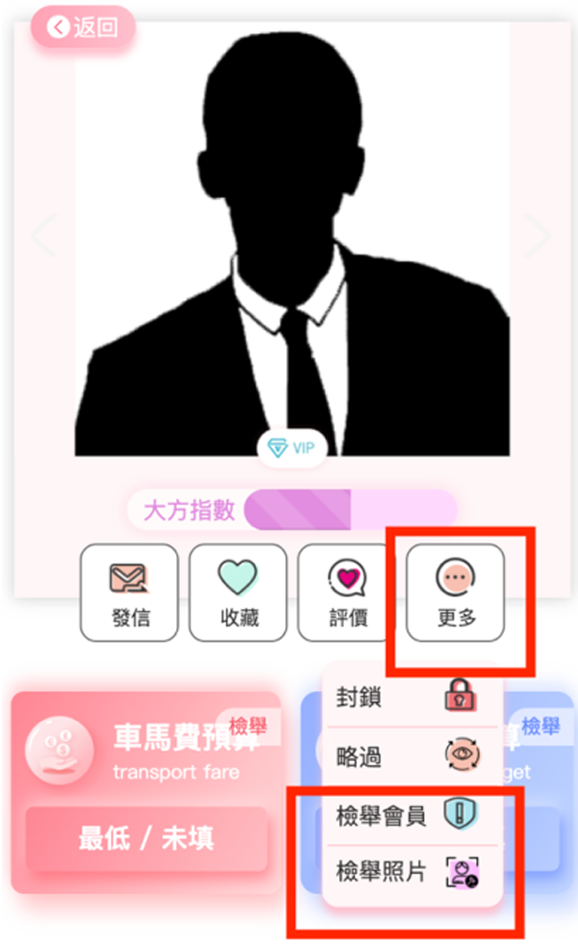 返回
VIP
大方指數
發信
收藏
評價
更多
封鎖
略過
檢舉會員
檢舉照片
車馬費預算
檢舉
transport fare
最低 / 未填
算
檢舉
get